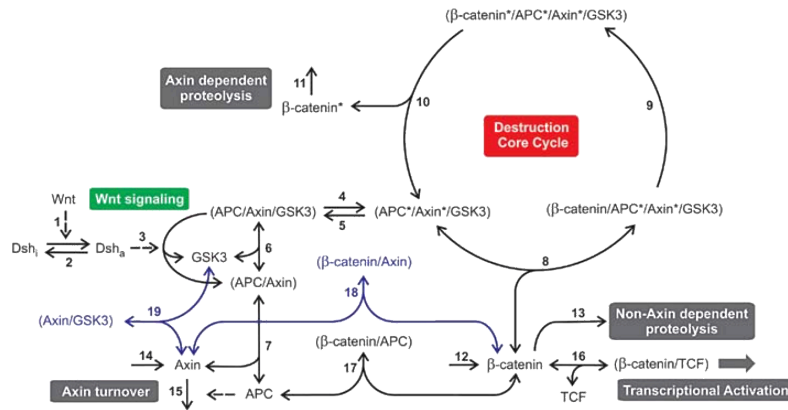 (β-catenin*/APC*/Axin*/GSK3)
Axin dependent
proteolysis
11
β-catenin*
10
9
Destruction
Core Cycle
Wnt
Wnt signaling
1
Dsh_i
2
Dsh_a
3
(APC/Axin/GSK3)
4
5
(APC*/Axin*/GSK3)
(β-catenin/APC*/Axin*/GSK3)
GSK3
6
8
(APC/Axin)
(β-catenin/Axin)
18
(Axin/GSK3)
19
7
(β-catenin/APC)
13
Non-Axin dependent
proteolysis
14
Axin
17
12
β-catenin
16
(β-catenin/TCF)
Axin turnover
15
APC
TCF
Transcriptional Activation